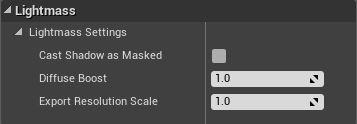 Lightmass
Lightmass Settings
Cast Shadow as Masked
Diffuse Boost 1.0
Export Resolution Scale 1.0